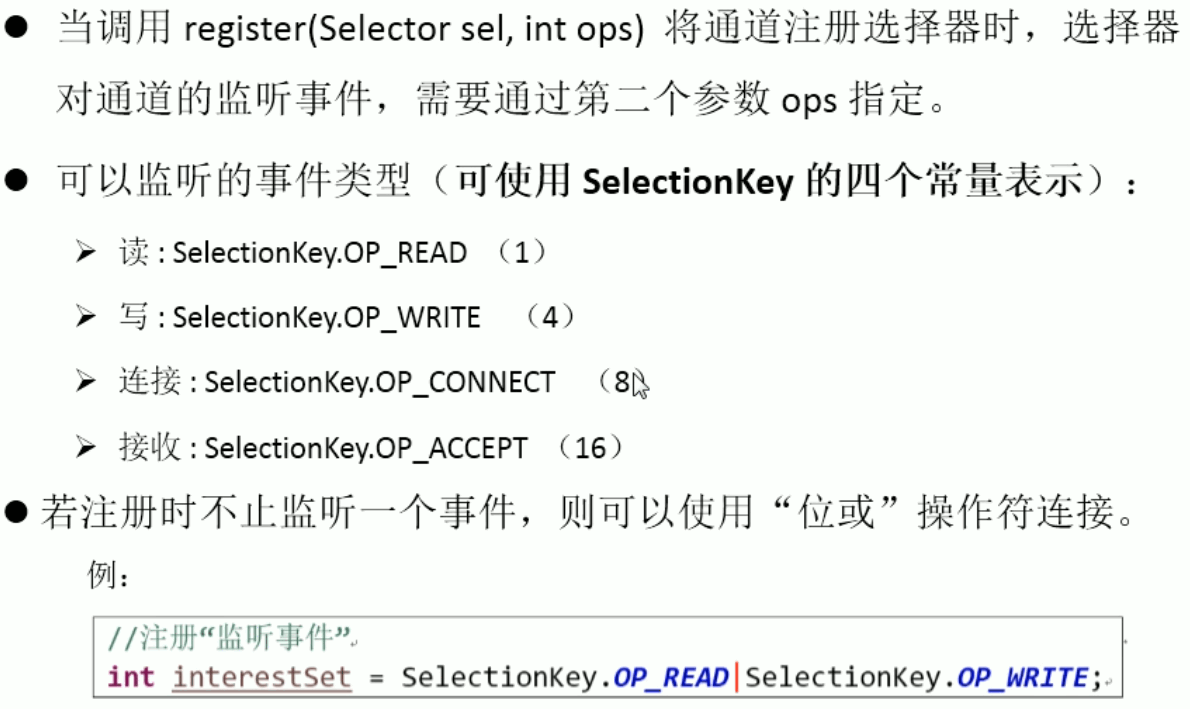 ● 当调用 register(Selector sel, int ops) 将通道注册选择器时，选择器
对通道的监听事件，需要通过第二个参数 ops 指定。
● 可以监听的事件类型（可使用 SelectionKey 的四个常量表示）：
➢ 读 : SelectionKey.OP_READ （1）
➢ 写 : SelectionKey.OP_WRITE （4）
➢ 连接 : SelectionKey.OP_CONNECT （8
➢ 接收 : SelectionKey.OP_ACCEPT （16）
● 若注册时不止监听一个事件，则可以使用“位或”操作符连接。
例：
//注册“监听事件”
int interestSet = SelectionKey.OP_READ|SelectionKey.OP_WRITE;